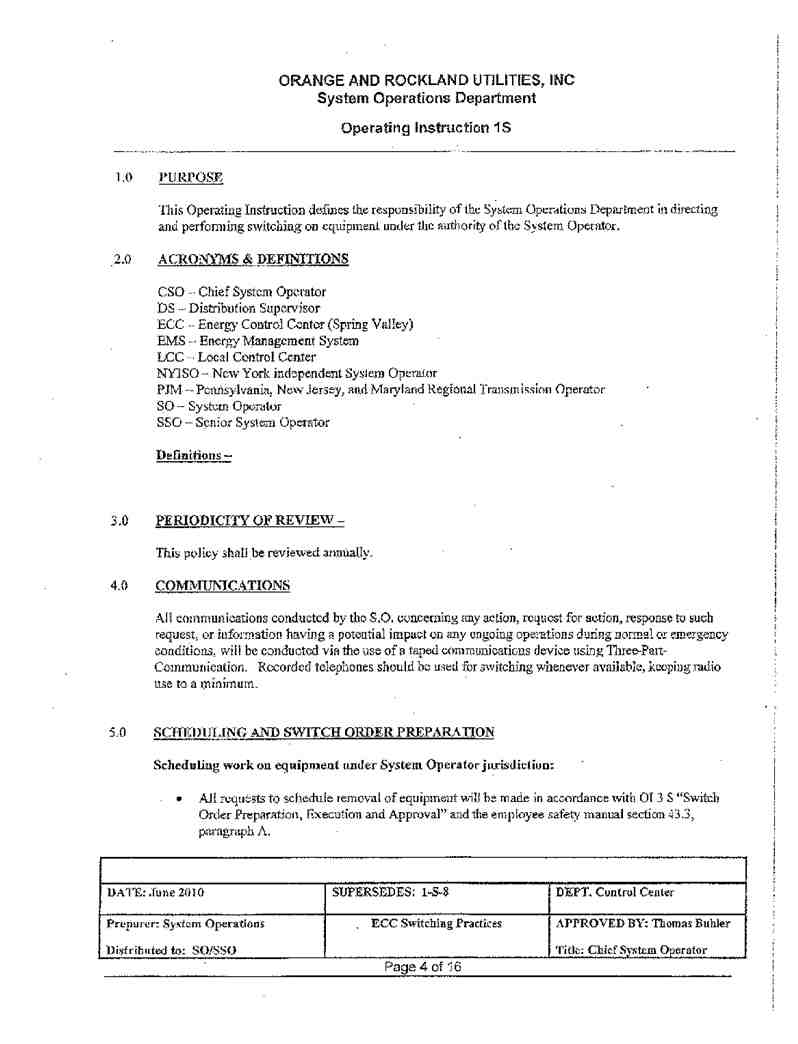 ORANGE AND ROCKLAND UTILITIES, INC
System Operations Department
Operating Instruction 1S
1.0 PURPOSE
This Operating Instruction defines the responsibility of the System Operations Department in directing
and performing switching on equipment under the authority of the System Operator.
2.0 ACRONYMS & DEFINITIONS
CSO – Chief System Operator
DS – Distribution Supervisor
ECC – Energy Control Center (Spring Valley)
EMS – Energy Management System
LCC – Local Control Center
NYISO – New York independent System Operator
PJM – Pennsylvania, New Jersey, and Maryland Regional Transmission Operator
SO – System Operator
SSO – Senior System Operator
Definitions –
3.0 PERIODICITY OF REVIEW –
This policy shall be reviewed annually.
4.0 COMMUNICATIONS
All communications conducted by the S.O. concerning any action, request for action, response to such
request, or information having a potential impact on any ongoing operations during normal or emergency
conditions, will be conducted via the use of a taped communications device using Three-Part-
Communication. Recorded telephones should be used for switching whenever available, keeping radio
use to a minimum.
5.0 SCHEDULING AND SWITCH ORDER PREPARATION
Scheduling work on equipment under System Operator jurisdiction:
• All requests to schedule removal of equipment will be made in accordance with OI 3 S “Switch
Order Preparation, Execution and Approval” and the employee safety manual section 43.3,
paragraph A.
DATE: June 2010 SUPERSEDES: 1-S-8 DEPT. Control Center
Preparer: System Operations ECC Switching Practices APPROVED BY: Thomas Buhler
Distributed to: SO/SSO Title: Chief System Operator
Page 4 of 16